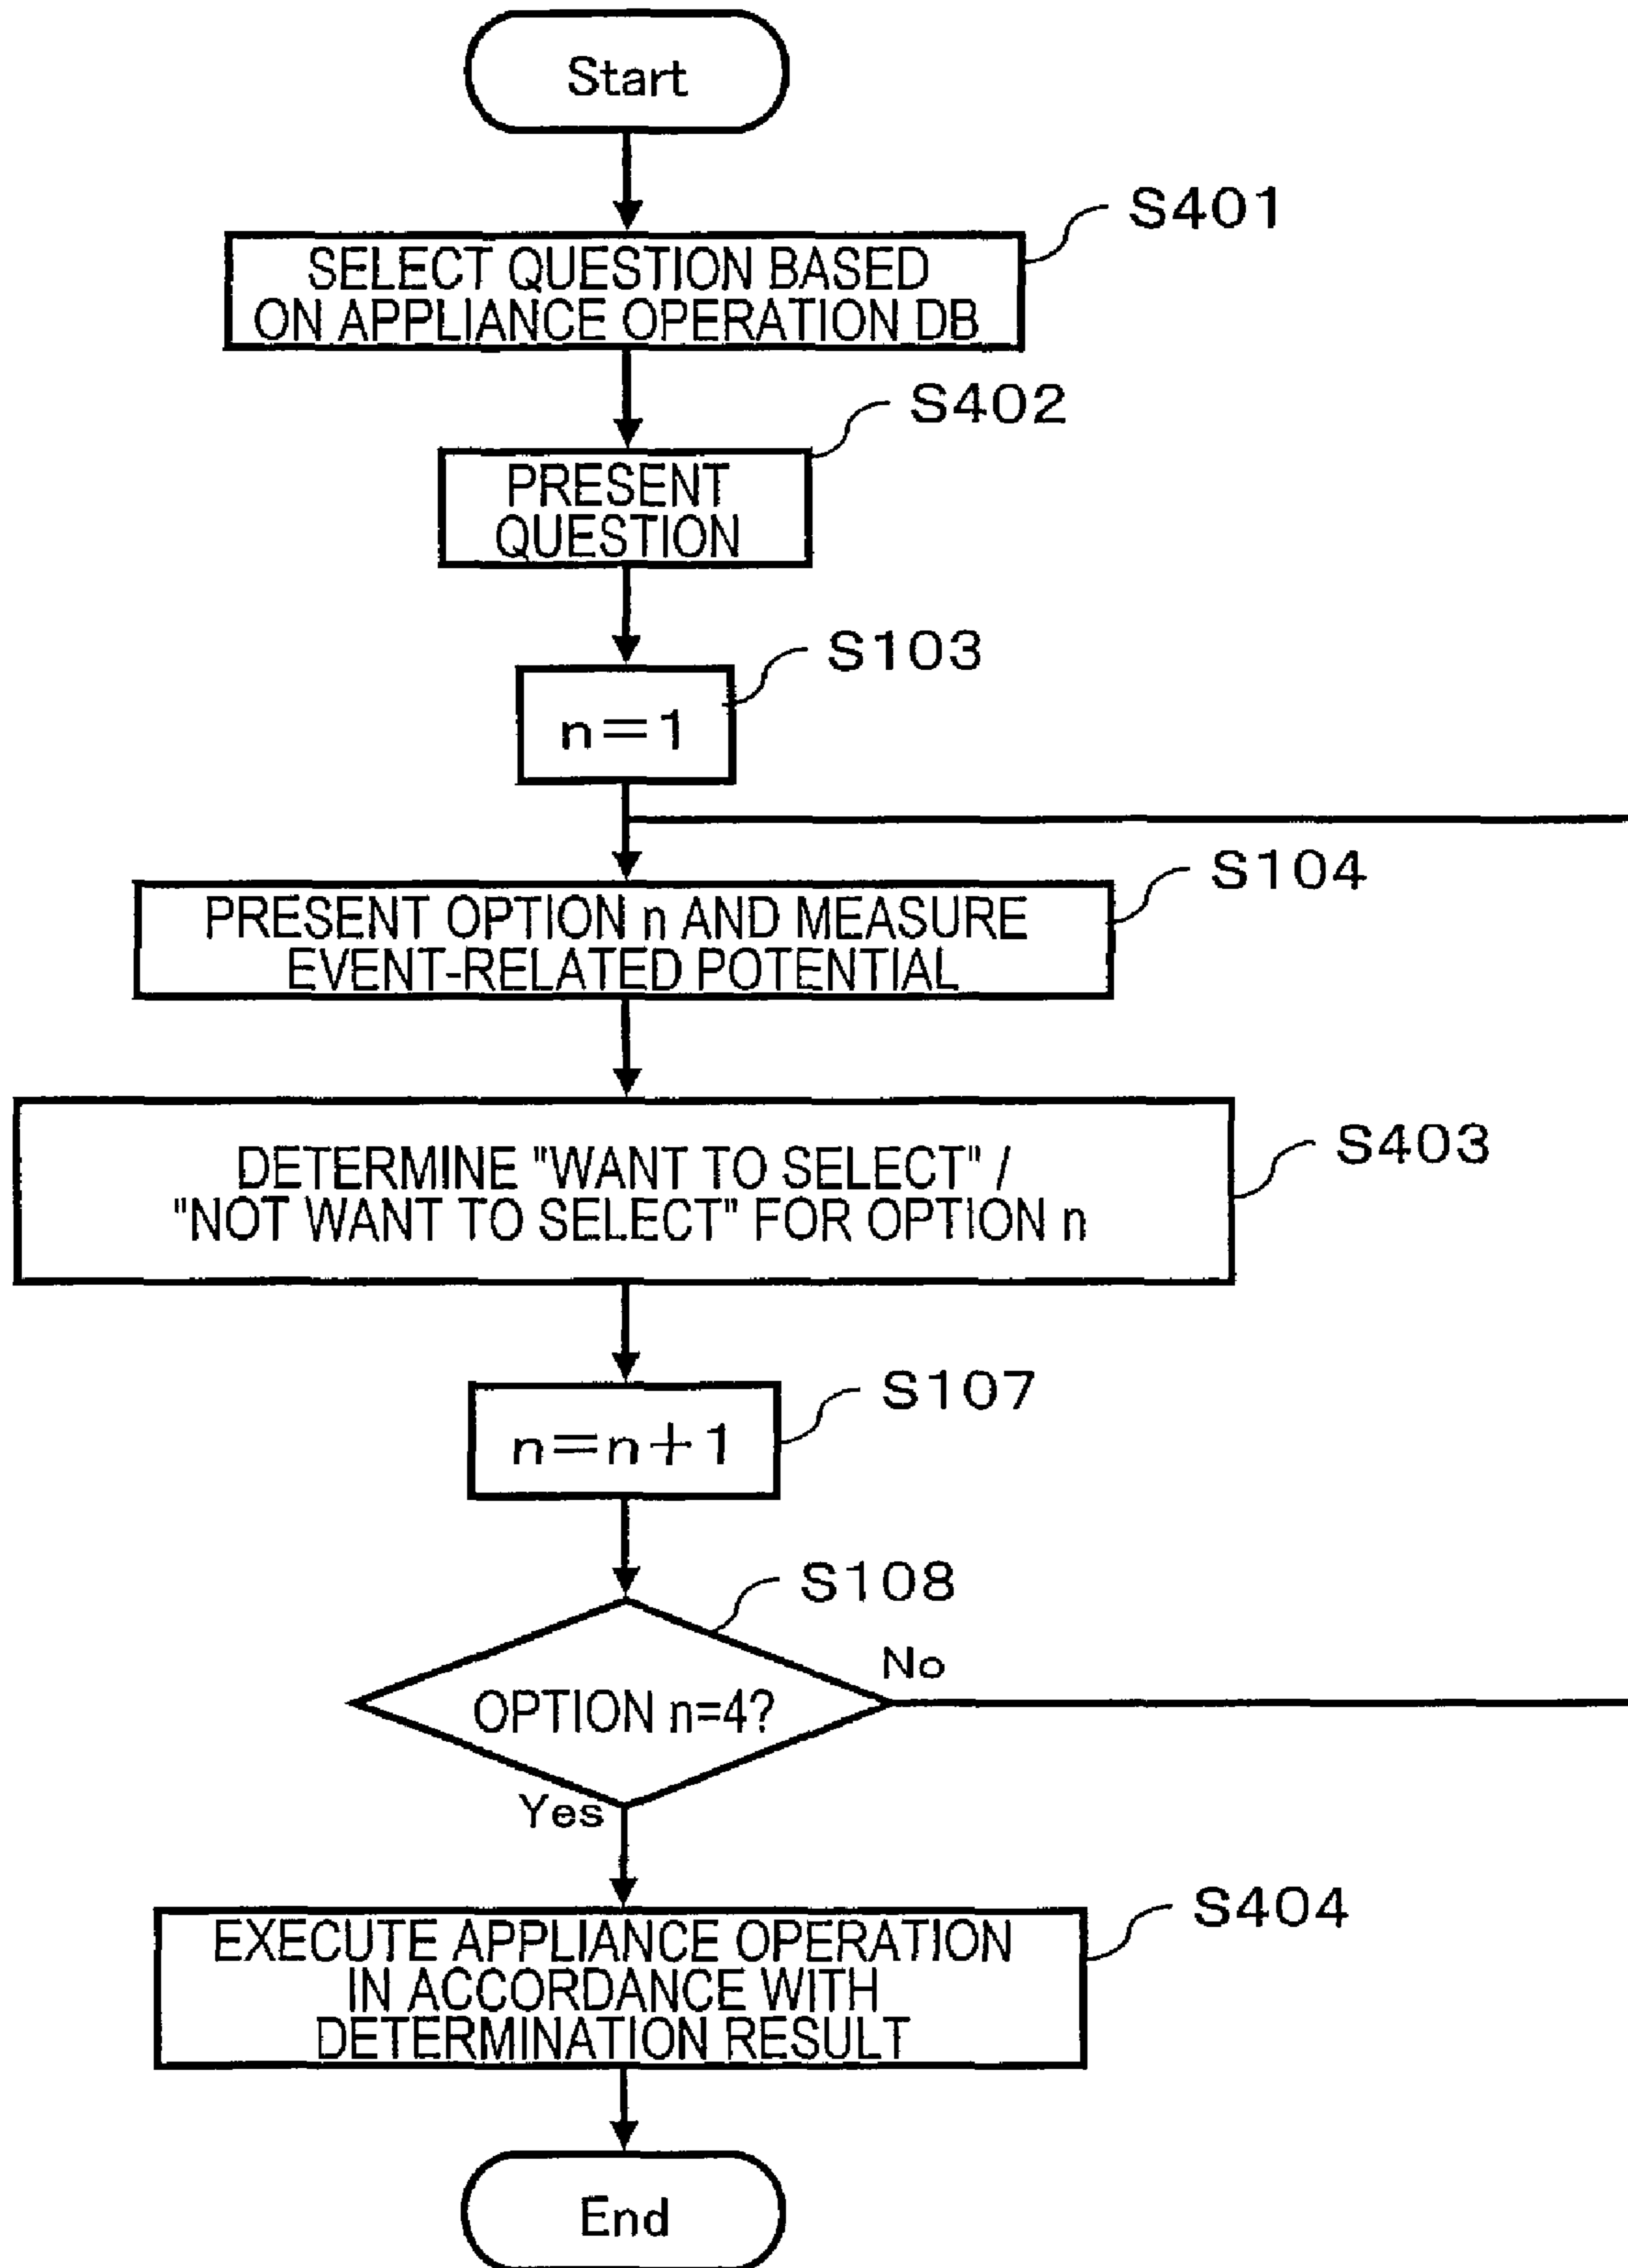 Start
S401
SELECT QUESTION BASED
ON APPLIANCE OPERATION DB
S402
PRESENT
QUESTION
S103
n=1
S104
PRESENT OPTION n AND MEASURE
EVENT-RELATED POTENTIAL
S403
DETERMINE "WANT TO SELECT" /
"NOT WANT TO SELECT" FOR OPTION n
S107
n=n+1
S108
No
OPTION n=4?
Yes
S404
EXECUTE APPLIANCE OPERATION
IN ACCORDANCE WITH
DETERMINATION RESULT
End